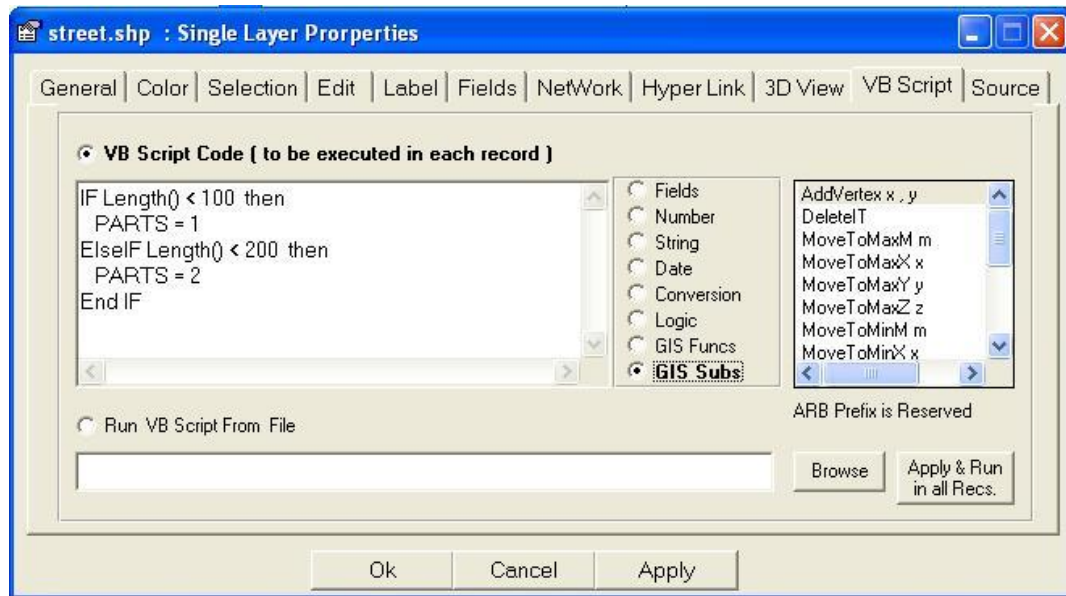 street.shp : Single Layer Prorperties
General Color Selection Edit Label Fields NetWork Hyper Link 3D View VB Script Source
VB Script Code ( to be executed in each record )
IF Length() < 100 then
PARTS = 1
ElseIF Length() < 200 then
PARTS = 2
End IF
Fields
Number
String
Date
Conversion
Logic
GIS Funcs
GIS Subs
AddVertex x , y
DeleteIT
MoveToMaxM m
MoveToMaxX x
MoveToMaxY y
MoveToMaxZ z
MoveToMinM m
MoveToMinX x
ARB Prefix is Reserved
Run VB Script From File
Browse
Apply & Run
in all Recs.
Ok Cancel Apply